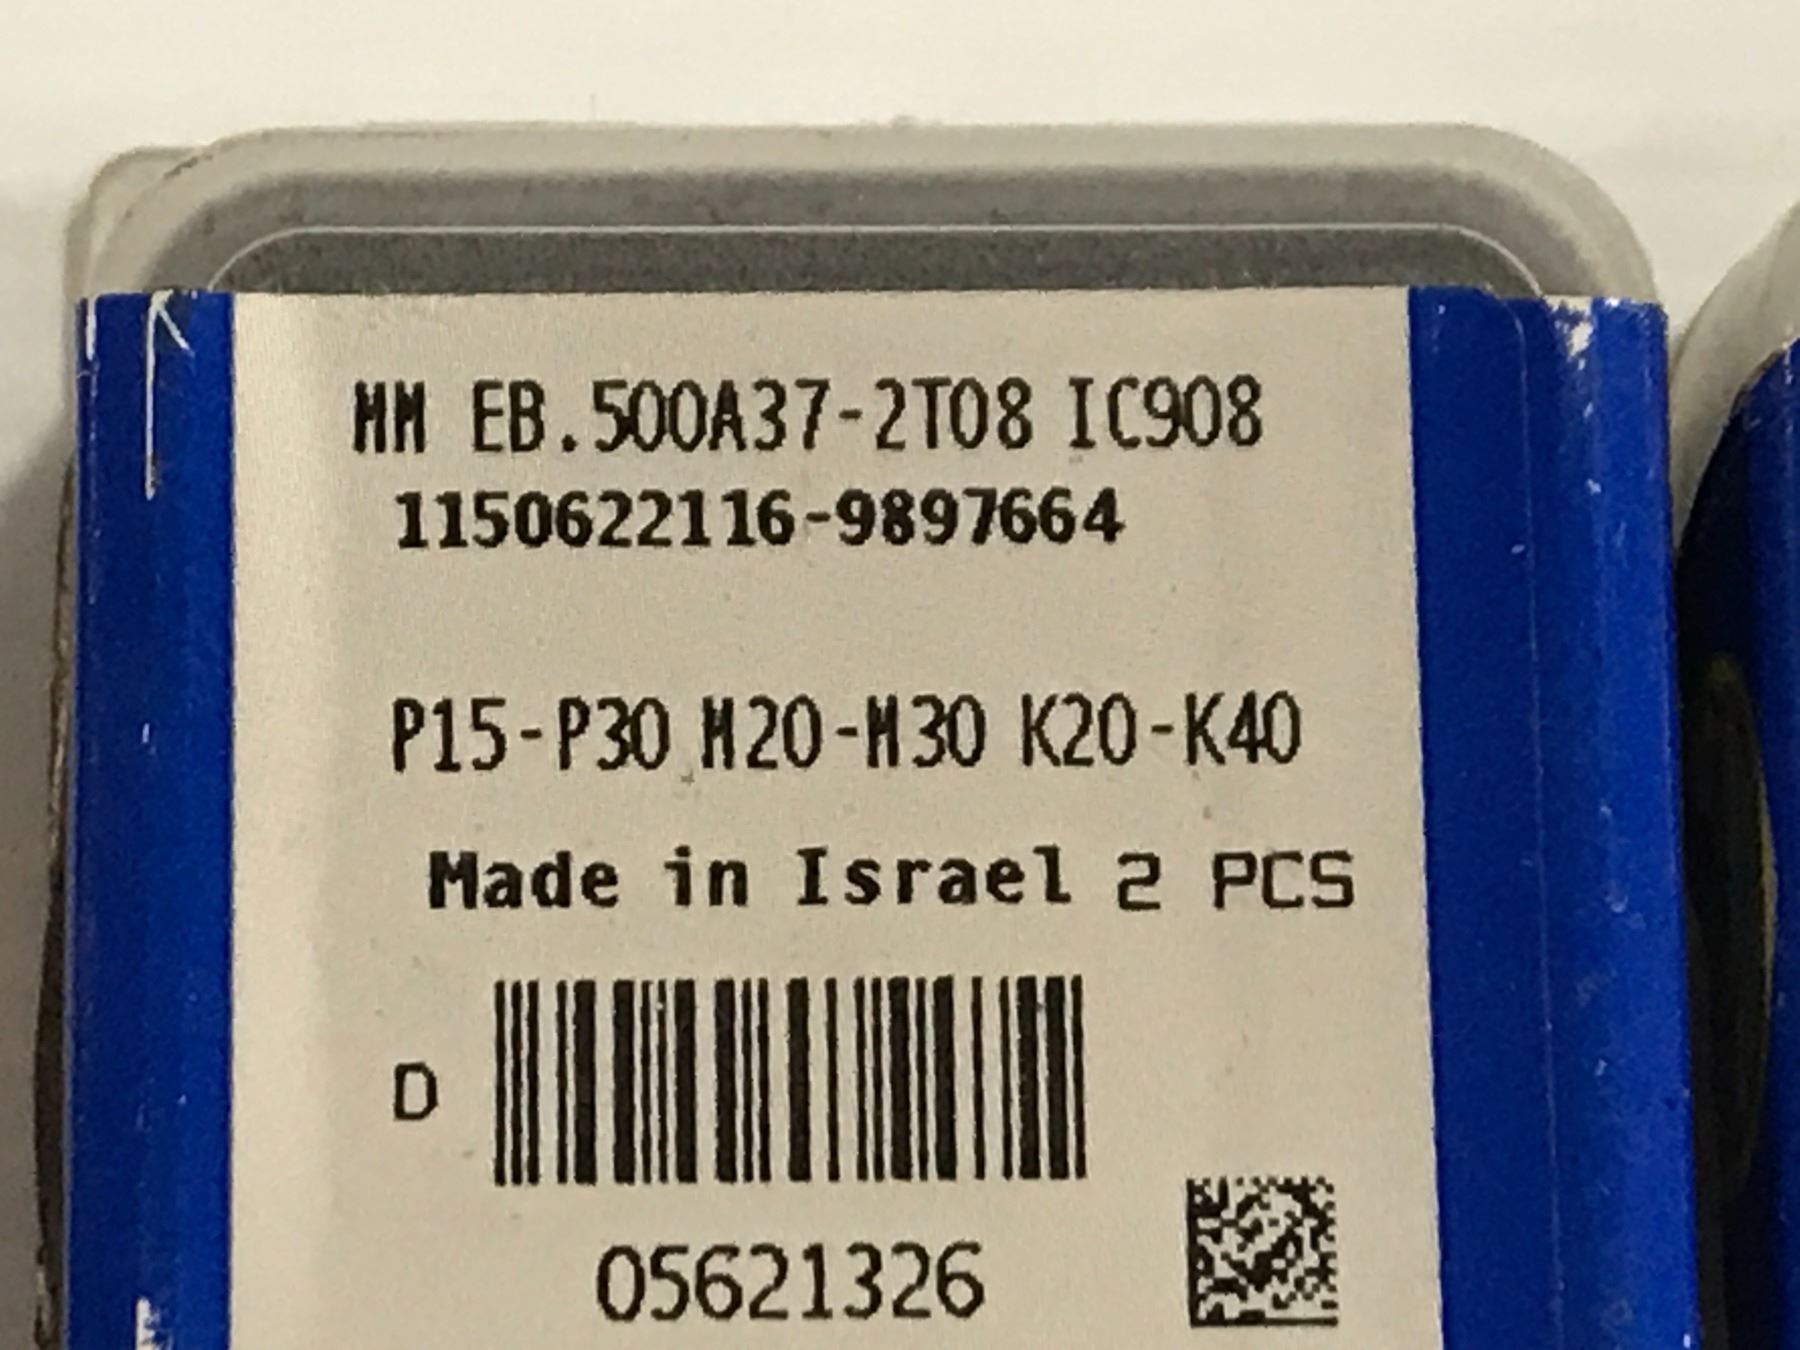 MM EB.500A37-2T08 IC908
1150622116-9897664
P15-P30 M20-M30 K20-K40
Made in Israel 2 PCS
D
05621326